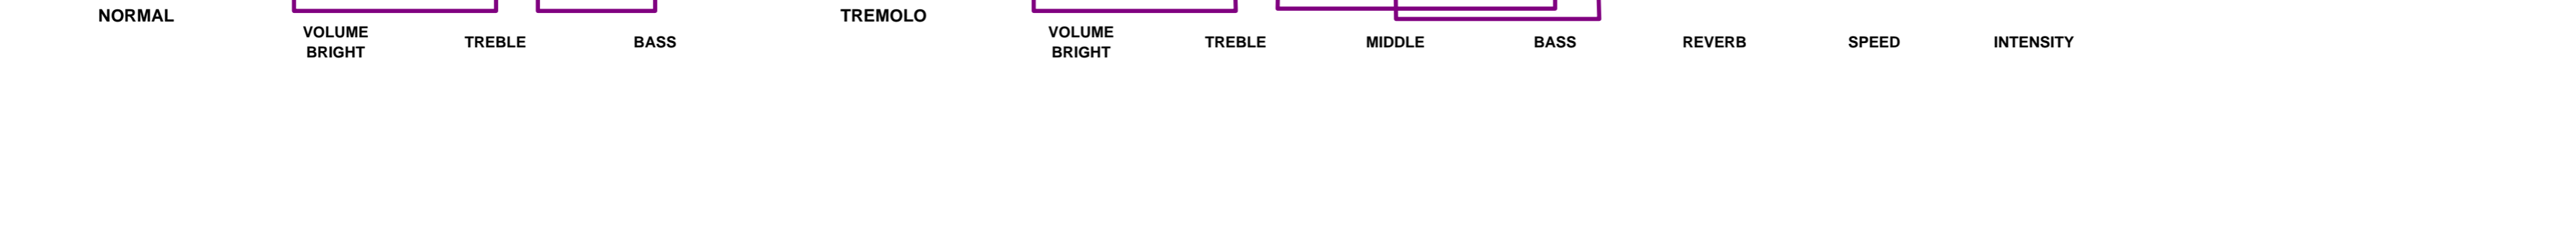 NORMAL
VOLUME
BRIGHT
TREBLE
BASS
TREMOLO
VOLUME
BRIGHT
TREBLE
MIDDLE
BASS
REVERB
SPEED
INTENSITY